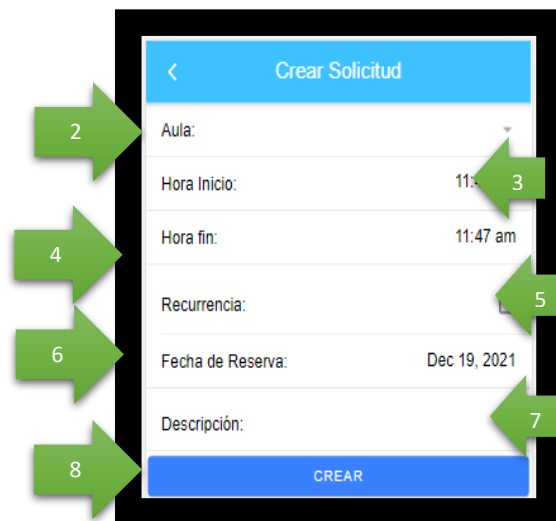 Crear Solicitud
2 Aula:
Hora Inicio: 3
4 Hora fin: 11:47 am
Recurrencia: 5
6 Fecha de Reserva: Dec 19, 2021
Descripción: 7
8 CREAR